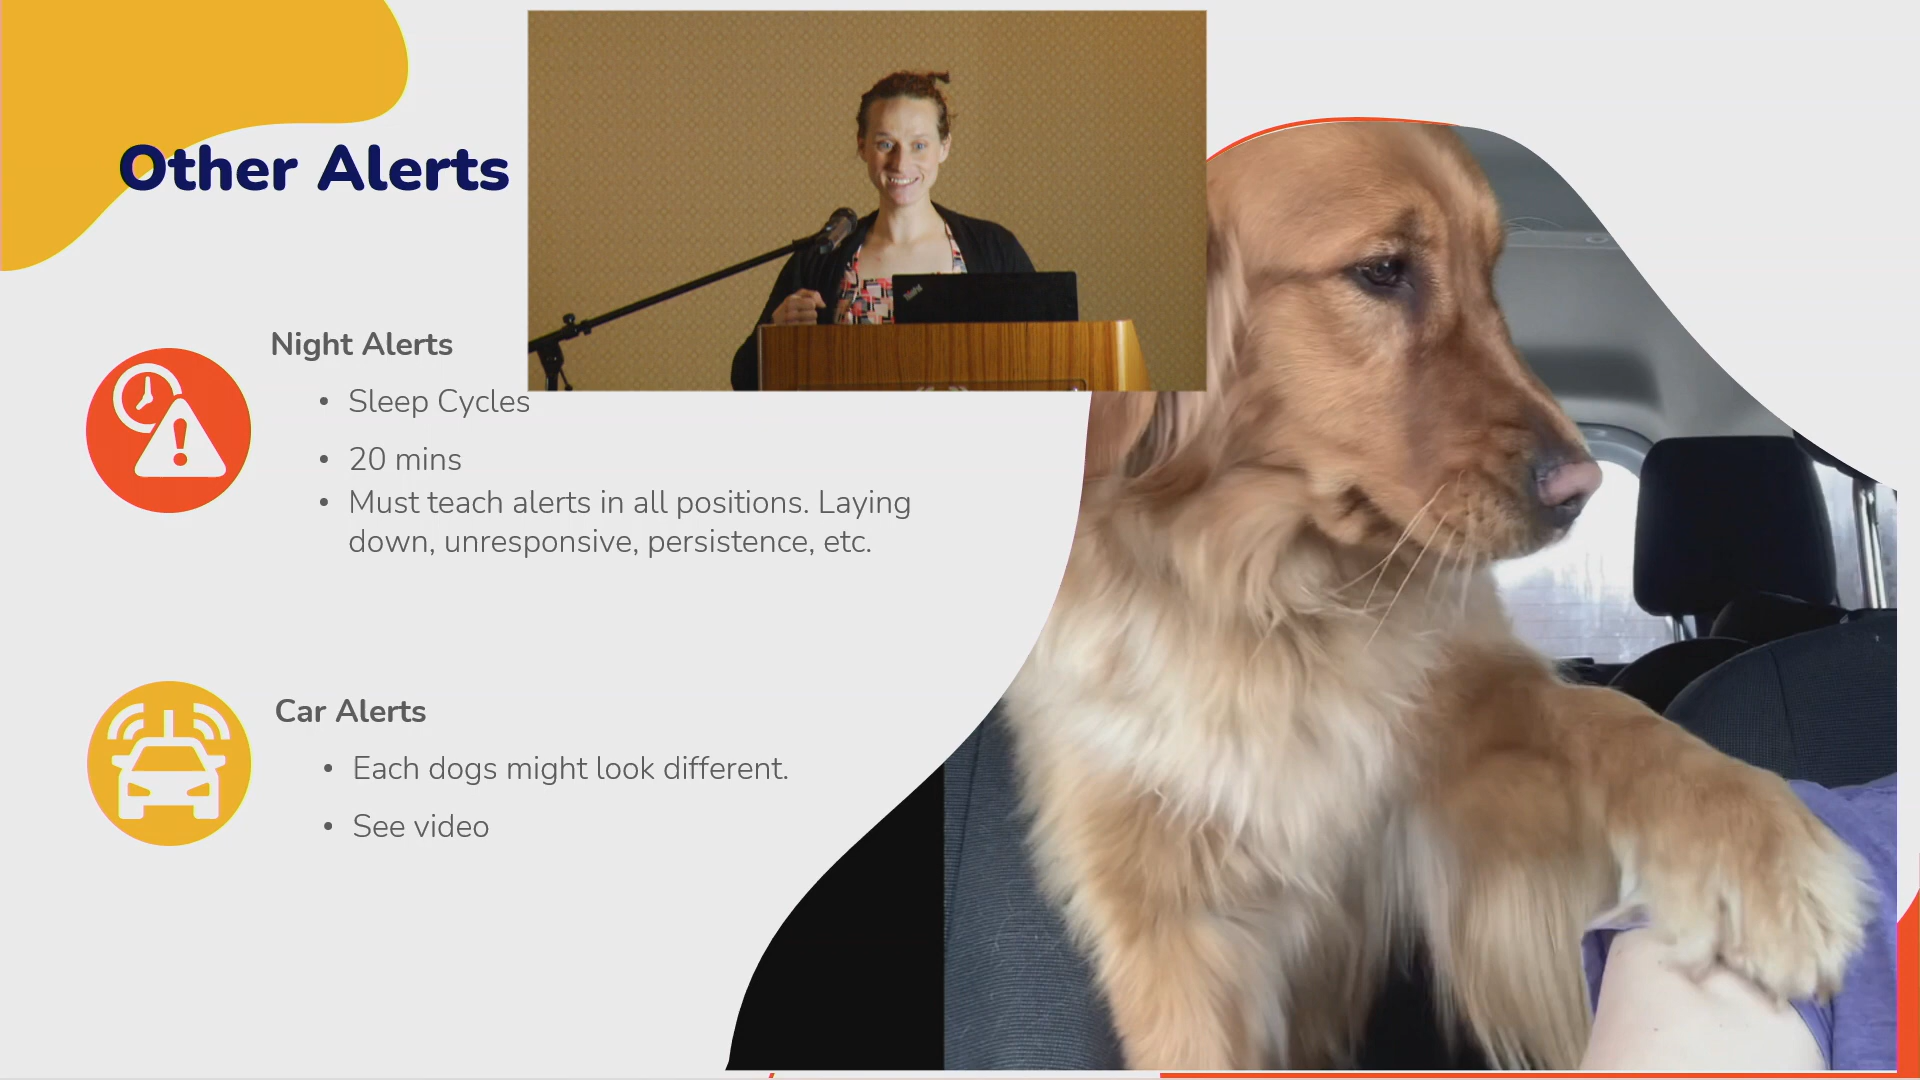 Other Alerts
Night Alerts
• Sleep Cycles
• 20 mins
• Must teach alerts in all positions. Laying
down, unresponsive, persistence, etc.
Car Alerts
• Each dogs might look different.
• See video